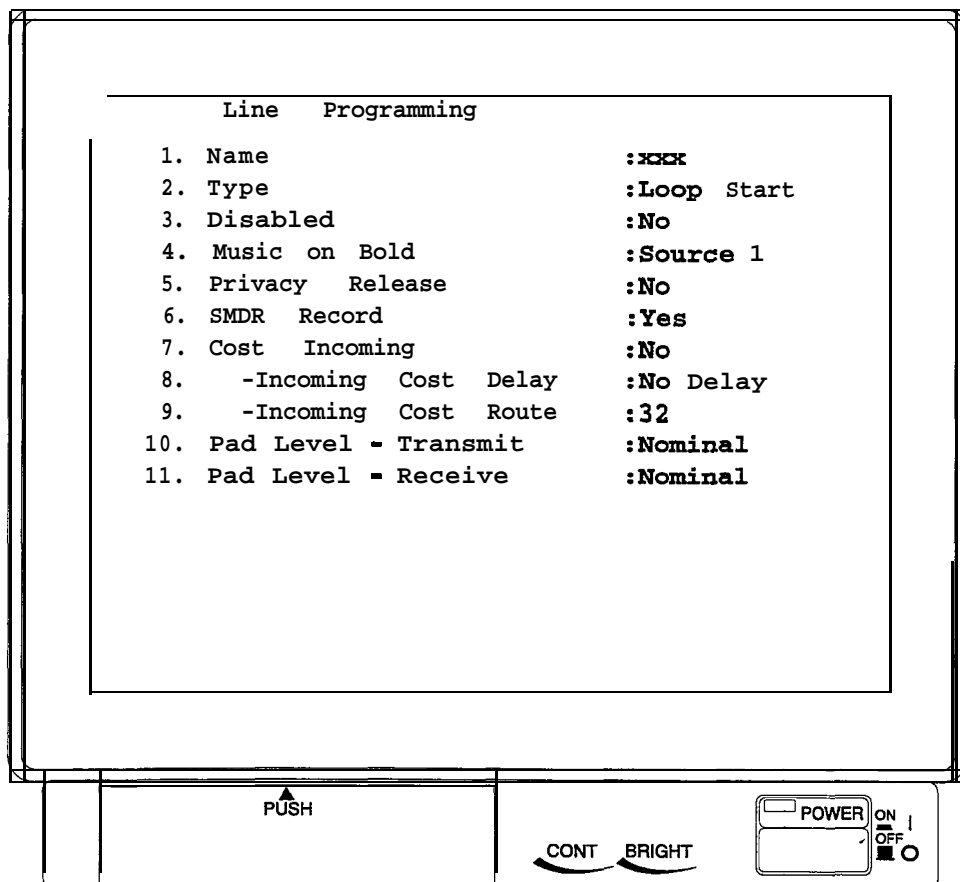 Line Programming
1. Name :xxx
2. Type :Loop Start
3. Disabled :No
4. Music on Bold :Source 1
5. Privacy Release :No
6. SMDR Record :Yes
7. Cost Incoming :No
8. -Incoming Cost Delay :No Delay
9. -Incoming Cost Route :32
10. Pad Level - Transmit :Nominal
11. Pad Level - Receive :Nominal
PUSH
CONT BRIGHT
POWER ON
OFF